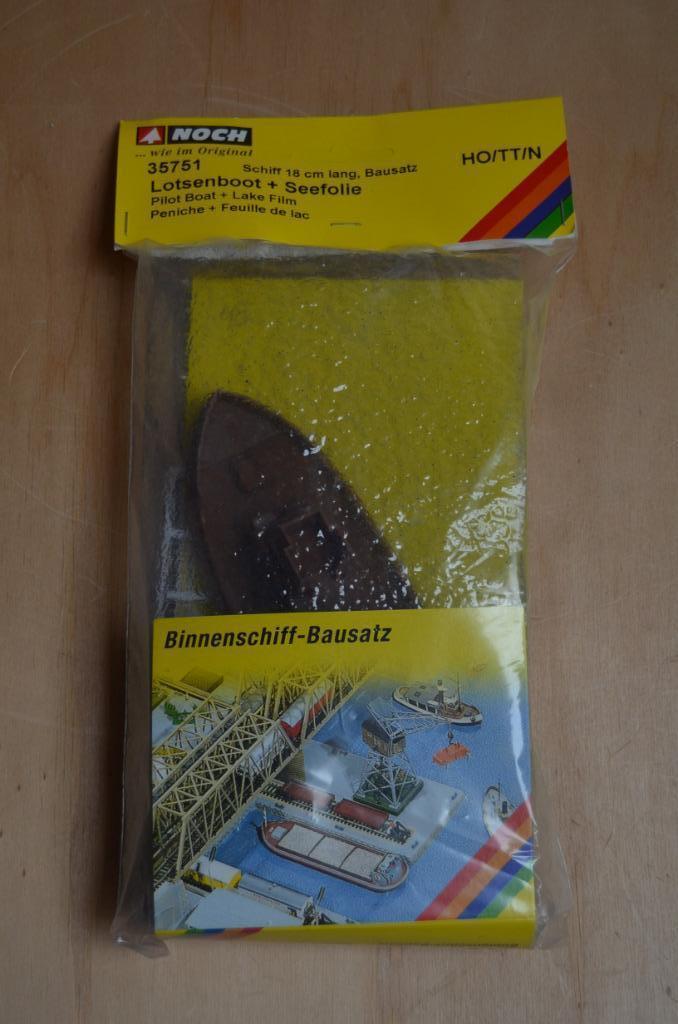 NOCH
... wie im Original
35751 Schiff 18 cm lang, Bausatz HO/TT/N
Lotsenboot + Seefolie
Pilot Boat + Lake Film
Peniche + Feuille de lac
Binnenschiff-Bausatz